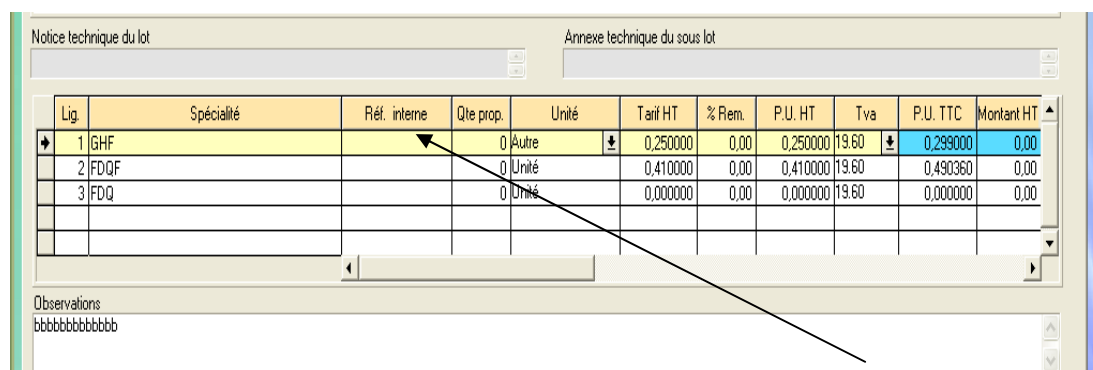 Notice technique du lot Annexe technique du sous lot
Lig. Spécialité Réf. interne Qte prop. Unité Tarif HT % Rem. P.U. HT Tva P.U. TTC Montant HT
1 GHF 0 Autre 0,250000 0,00 0,250000 19.60 0,299000 0,00
2 FDQF 0 Unité 0,410000 0,00 0,410000 19.60 0,490360 0,00
3 FDQ 0 Unité 0,000000 0,00 0,000000 19.60 0,000000 0,00
Observations
bbbbbbbbbbbb